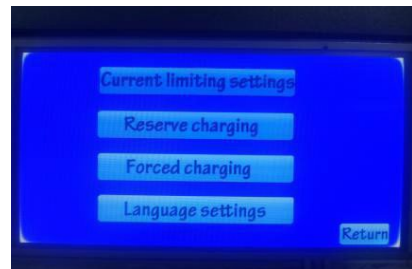 Current limiting settings
Reserve charging
Forced charging
Language settings
Return